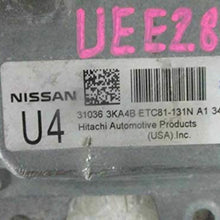 UEE28
NISSAN
31036 3KA4B ETC81-131N A1 34
U4
Hitachi Automotive Products
(USA).Inc.